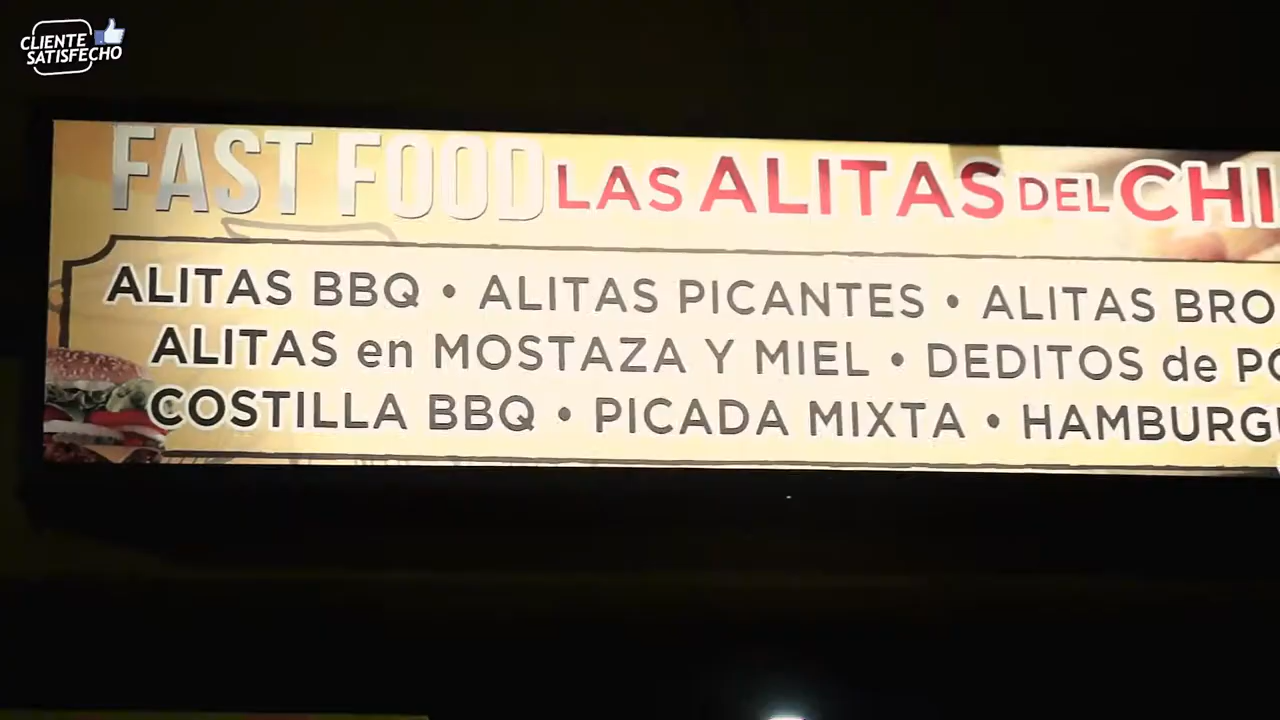 CLIENTE
SATISFECHO
FAST FOOD LAS ALITAS DEL
ALITAS BBQ • ALITAS PICANTES • ALITAS
ALITAS en MOSTAZA Y MIEL • DEDITOS de
COSTILLA BBQ • PICADA MIXTA •